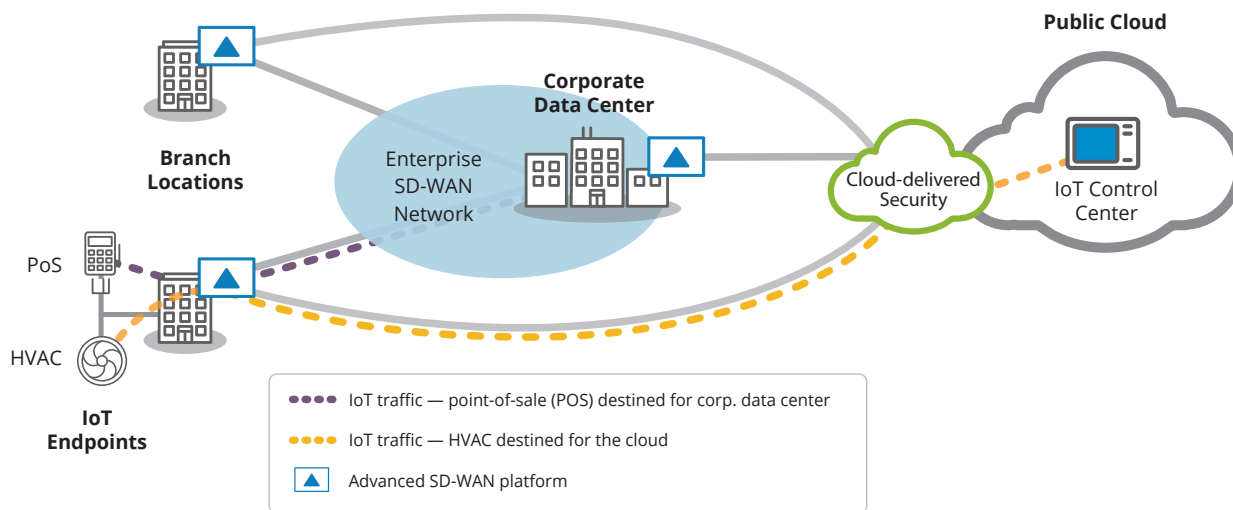 Public Cloud
Corporate
Data Center
Branch
Locations
Enterprise
SD-WAN
Network
Cloud-delivered
Security
IoT Control
Center
PoS
HVAC
IoT
Endpoints
IoT traffic — point-of-sale (POS) destined for corp. data center
IoT traffic — HVAC destined for the cloud
Advanced SD-WAN platform